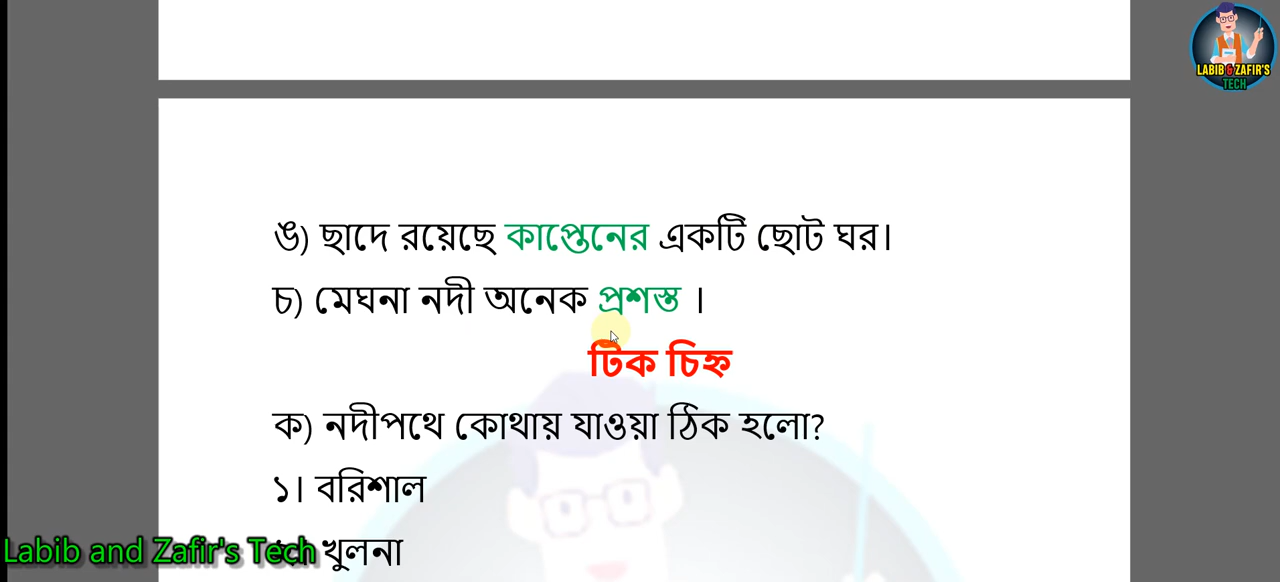 LABIB & ZAFIR'S
TECH
ঙ) ছাদে রয়েছে কাপ্তেনের একটি ছোট ঘর।
চ) মেঘনা নদী অনেক প্রশস্ত ।
টিক চিহ্ন
ক) নদীপথে কোথায় যাওয়া ঠিক হলো?
১। বরিশাল
খুলনা
Labib and Zafir's Tech